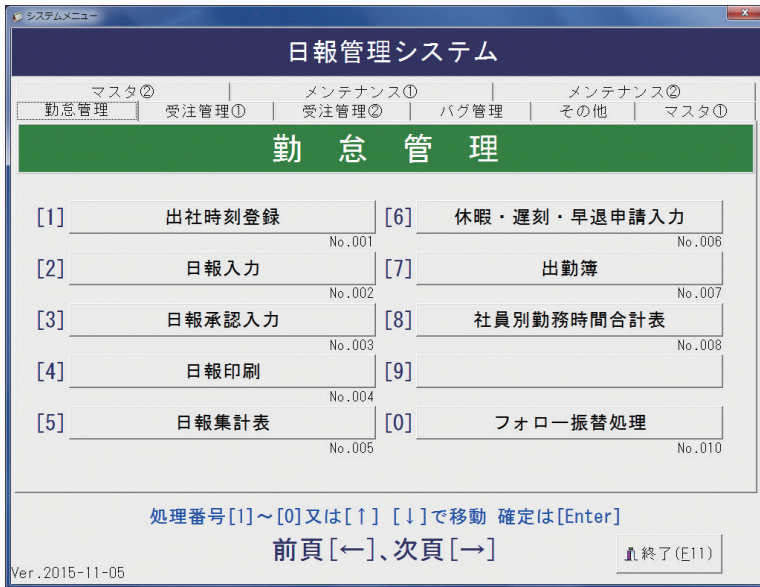 システムメニュー
日報管理システム
マスタ② メンテナンス① メンテナンス②
勤怠管理 受注管理① 受注管理② バグ管理 その他 マスタ①
勤怠管理
[1] 出社時刻登録 [6] 休暇・遅刻・早退申請入力
No.001 No.006
[2] 日報入力 [7] 出勤簿
No.002 No.007
[3] 日報承認入力 [8] 社員別勤務時間合計表
No.003 No.008
[4] 日報印刷 [9]
No.004
[5] 日報集計表 [0] フォロー振替処理
No.005 No.010
処理番号[1]～[0]又は[↑] [↓]で移動 確定は[Enter]
前頁[←]、次頁[→]
終了(F11)
Ver.2015-11-05